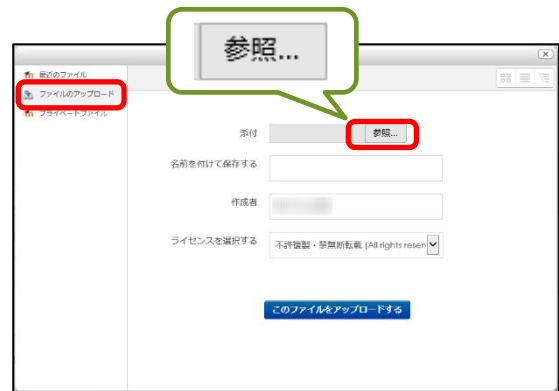 参照...
最近のファイル
ファイルのアップロード
プライベートファイル
添付
参照...
名前を付けて保存する
作成者
ライセンスを選択する
不許複製・禁無断転載 (All rights reser
このファイルをアップロードする